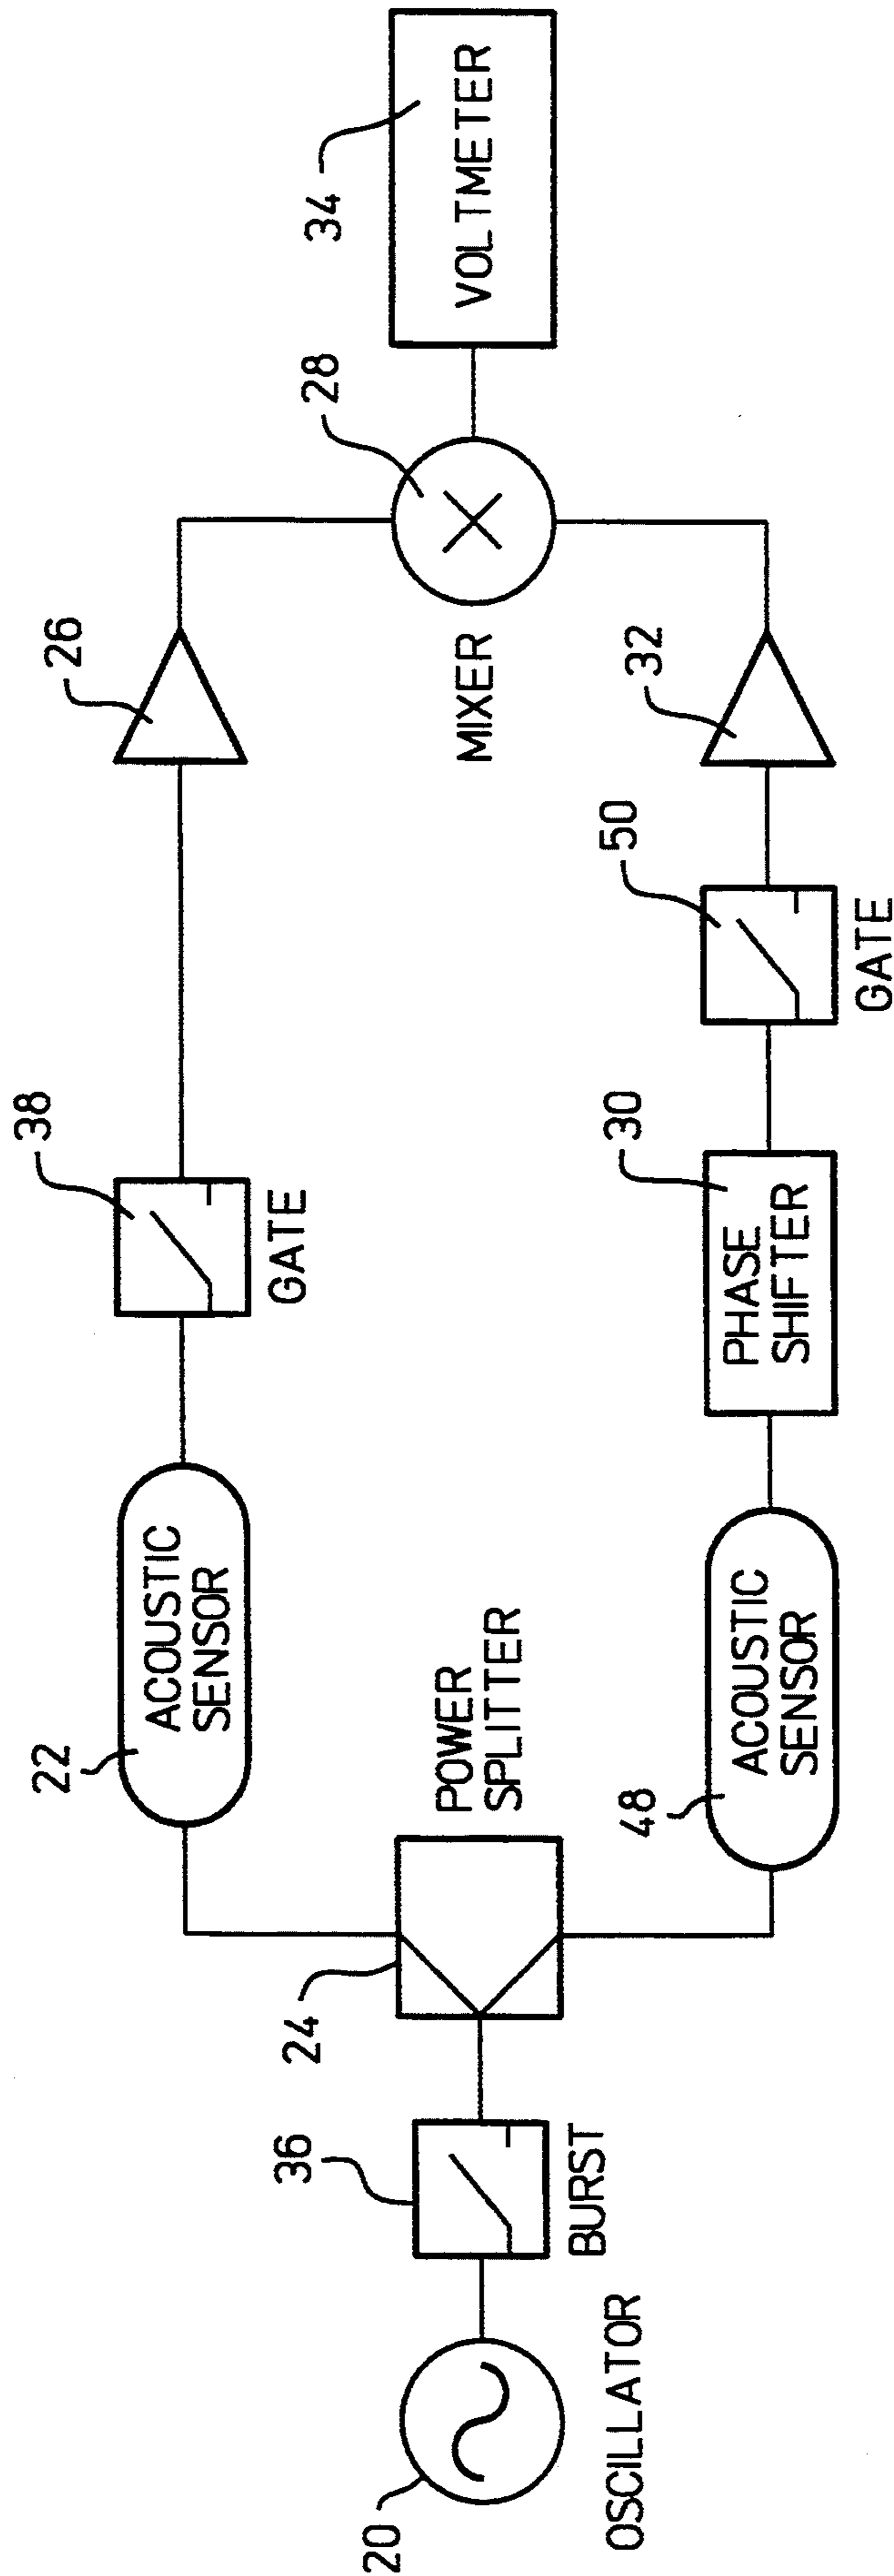 20
OSCILLATOR
36
BURST
24
POWER
SPLITTER
22
ACOUSTIC
SENSOR
38
GATE
26
48
ACOUSTIC
SENSOR
30
PHASE
SHIFTER
50
GATE
32
MIXER
28
34
VOLTMETER